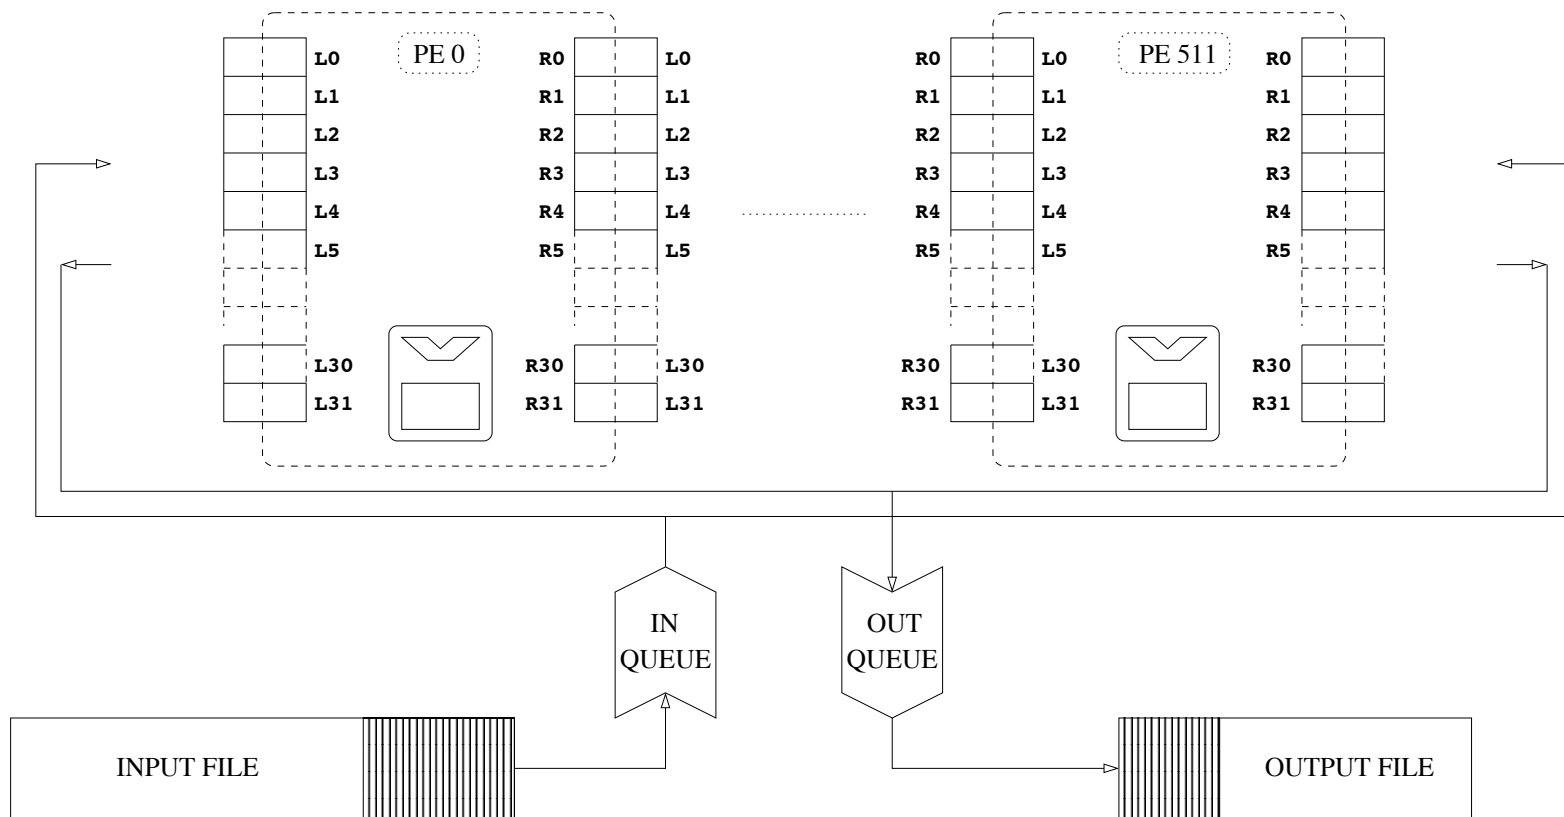 PE 0 PE 511
L0 R0 L0 R0 L0 R0
L1 R1 L1 R1 L1 R1
L2 R2 L2 R2 L2 R2
L3 R3 L3 R3 L3 R3
L4 R4 L4 R4 L4 R4
L5 R5 L5 R5 L5 R5
L30 R30 L30 R30 L30 R30
L31 R31 L31 R31 L31 R31
IN
QUEUE
OUT
QUEUE
INPUT FILE
OUTPUT FILE